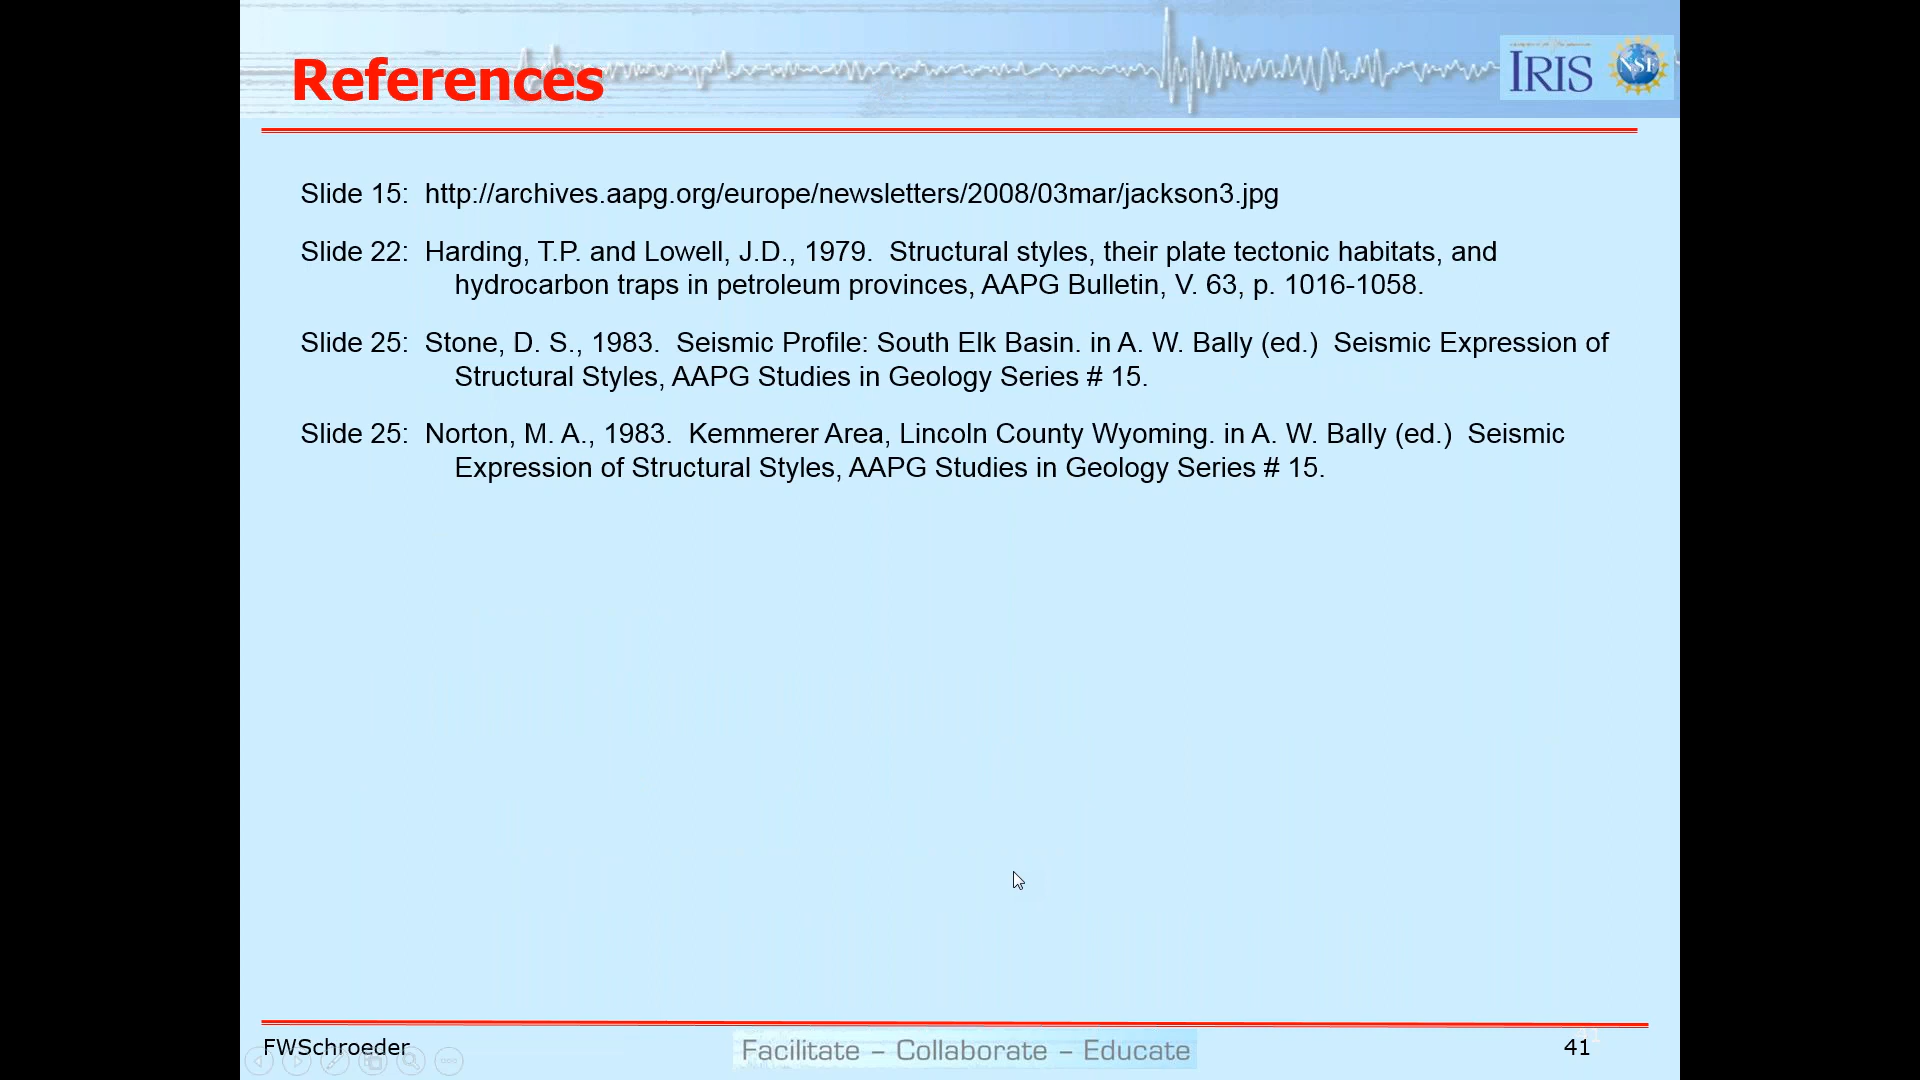 References
IRIS
NSF
Slide 15: http://archives.aapg.org/europe/newsletters/2008/03mar/jackson3.jpg
Slide 22: Harding, T.P. and Lowell, J.D., 1979. Structural styles, their plate tectonic habitats, and
hydrocarbon traps in petroleum provinces, AAPG Bulletin, V. 63, p. 1016-1058.
Slide 25: Stone, D. S., 1983. Seismic Profile: South Elk Basin. in A. W. Bally (ed.) Seismic Expression of
Structural Styles, AAPG Studies in Geology Series # 15.
Slide 25: Norton, M. A., 1983. Kemmerer Area, Lincoln County Wyoming. in A. W. Bally (ed.) Seismic
Expression of Structural Styles, AAPG Studies in Geology Series # 15.
FWSchroeder
Facilitate – Collaborate – Educate
41